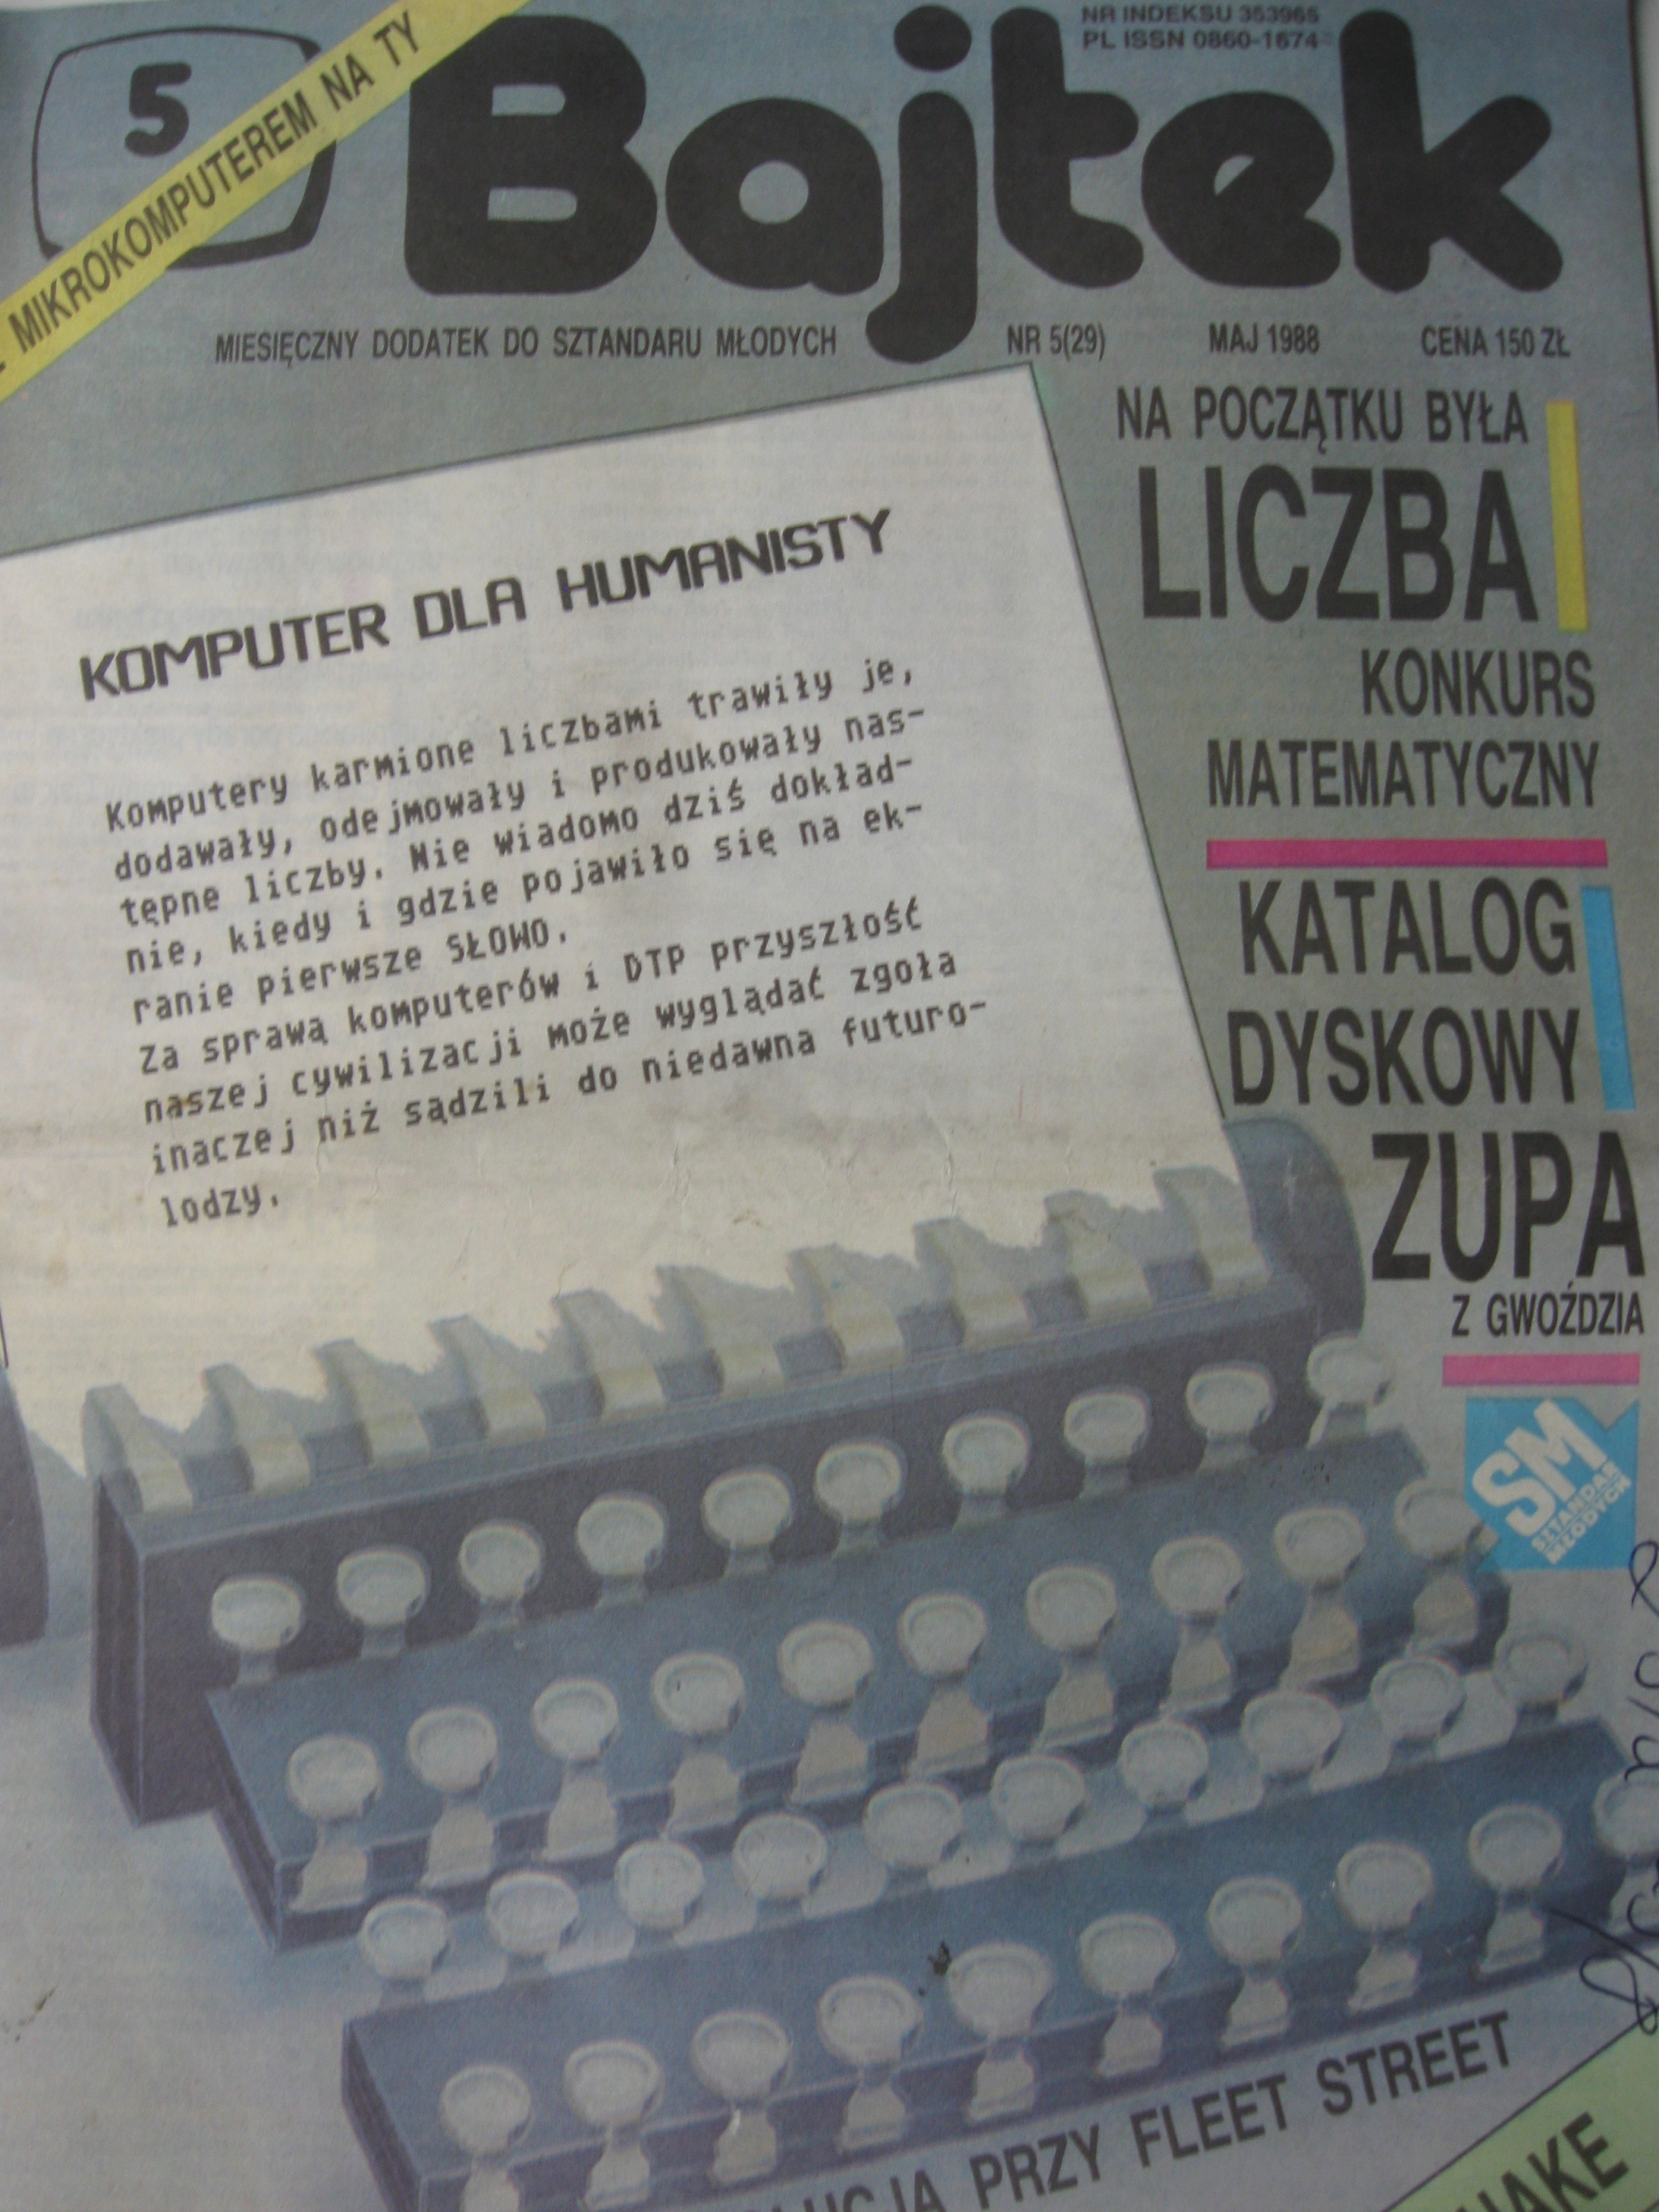 NR INDEKSU 353965
PL ISSN 0860-1674
5
MIKROKOMPUTEREM NA TY
Bajtek
MIESIĘCZNY DODATEK DO SZTANDARU MŁODYCH NR 5(29) MAJ 1988 CENA 150 ZŁ
NA POCZĄTKU BYŁA
LICZBA
KONKURS
MATEMATYCZNY
KATALOG
DYSKOWY
ZUPA
Z GWOŹDZIA
SM
SZTANDAR
MŁODYCH
KOMPUTER DLA HUMANISTY
Komputery karmione liczbami trawiły je,
dodawały, odejmowały i produkowały nas-
tępne liczby. Nie wiadomo dziś dokład-
nie, kiedy i gdzie pojawiło się na ek-
ranie pierwsze SŁOWO.
Za sprawą komputerów i DTP przyszłość
naszej cywilizacji może wyglądać zgoła
inaczej niż sądzili do niedawna futuro-
lodzy.
PRZY FLEET STREET